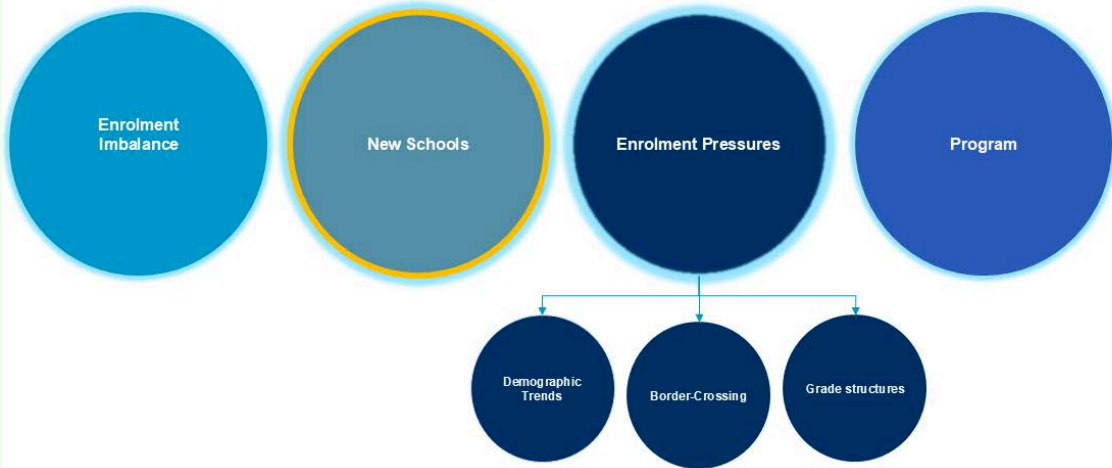 Enrolment
Imbalance
New Schools
Enrolment Pressures
Program
Demographic
Trends
Border-Crossing
Grade structures